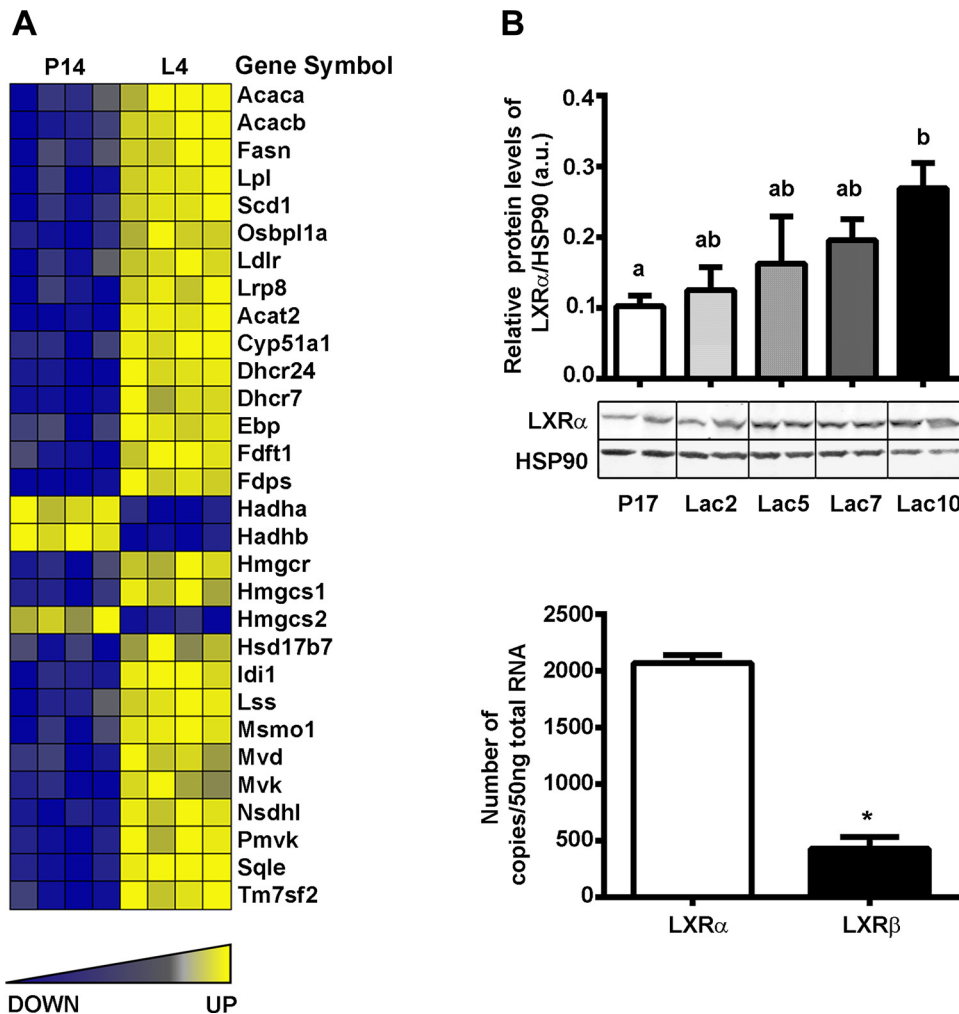 A
P14 L4 Gene Symbol
Acaca
Acacb
Fasn
Lpl
Scd1
Osbpl1a
Ldlr
Lrp8
Acat2
Cyp51a1
Dhcr24
Dhcr7
Ebp
Fdft1
Fdps
Hadha
Hadhb
Hmgcr
Hmgcs1
Hmgcs2
Hsd17b7
Idi1
Lss
Msmo1
Mvd
Mvk
Nsdhl
Pmvk
Sqle
Tm7sf2
DOWN UP
B
Relative protein levels of
LXRα/HSP90 (a.u.)
0.4
0.3
0.2
0.1
0.0
a
ab
ab
ab
b
LXRα
HSP90
P17 Lac2 Lac5 Lac7 Lac10
Number of
copies/50ng total RNA
2500
2000
1500
1000
500
0
*
LXRα LXRβ